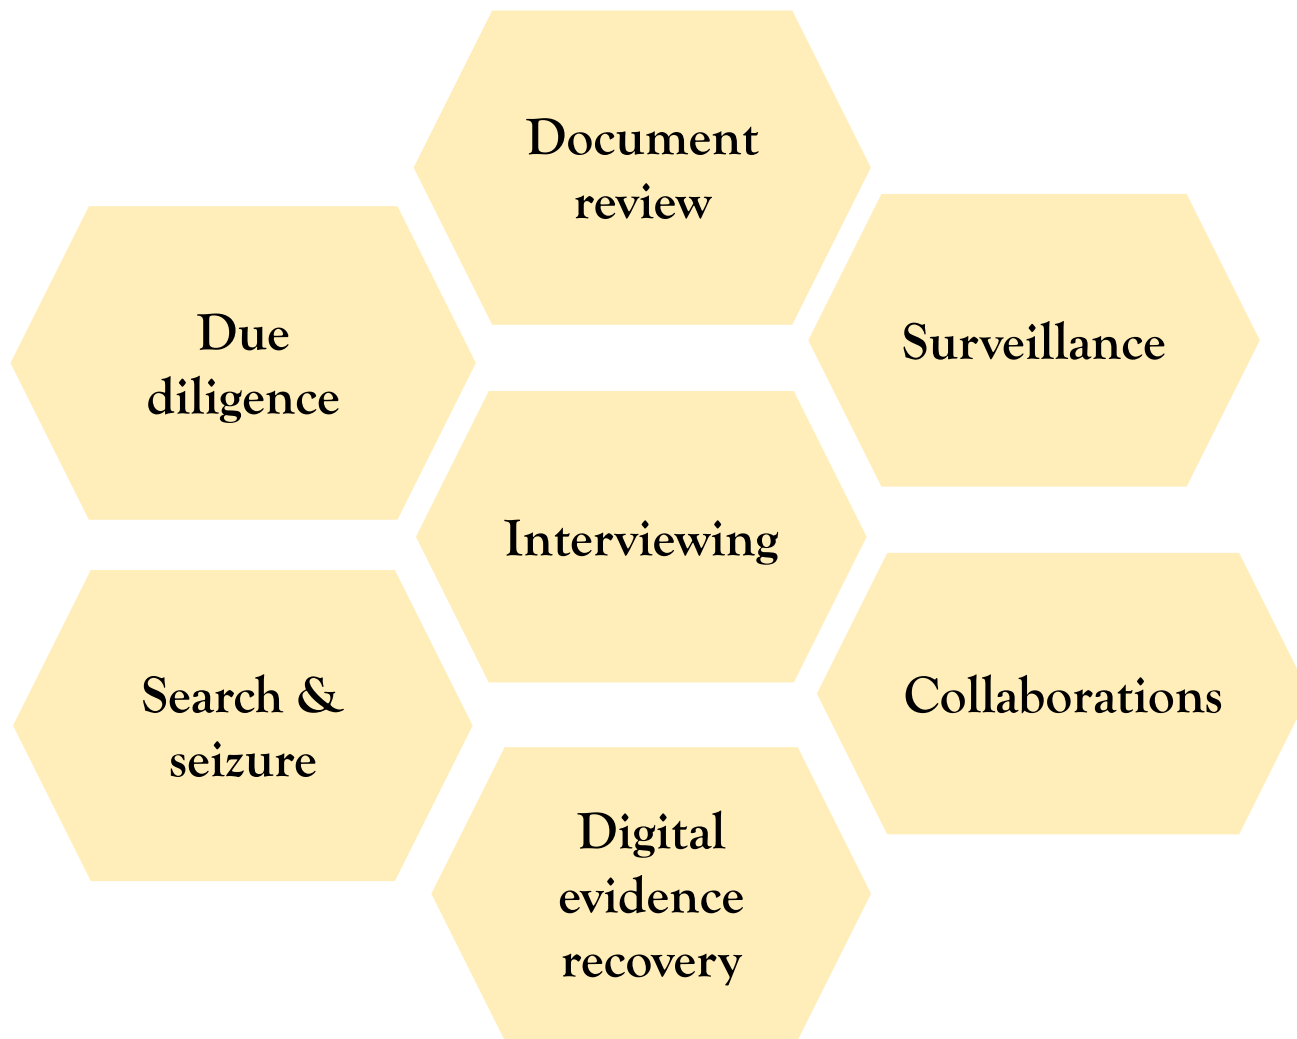 Document
review
Due
diligence
Surveillance
Interviewing
Search &
seizure
Collaborations
Digital
evidence
recovery